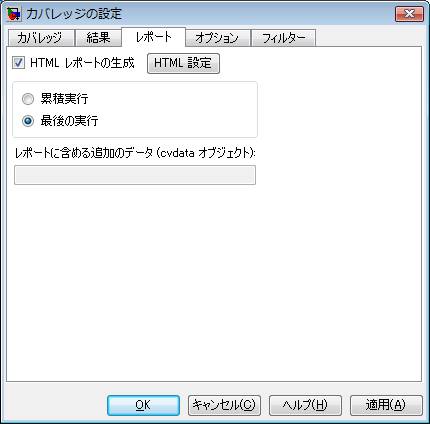 カバレッジの設定
カバレッジ 結果 レポート オプション フィルター
HTML レポートの生成 HTML 設定
累積実行
最後の実行
レポートに含める追加のデータ (cvdata オブジェクト):
OK キャンセル(C) ヘルプ(H) 適用(A)